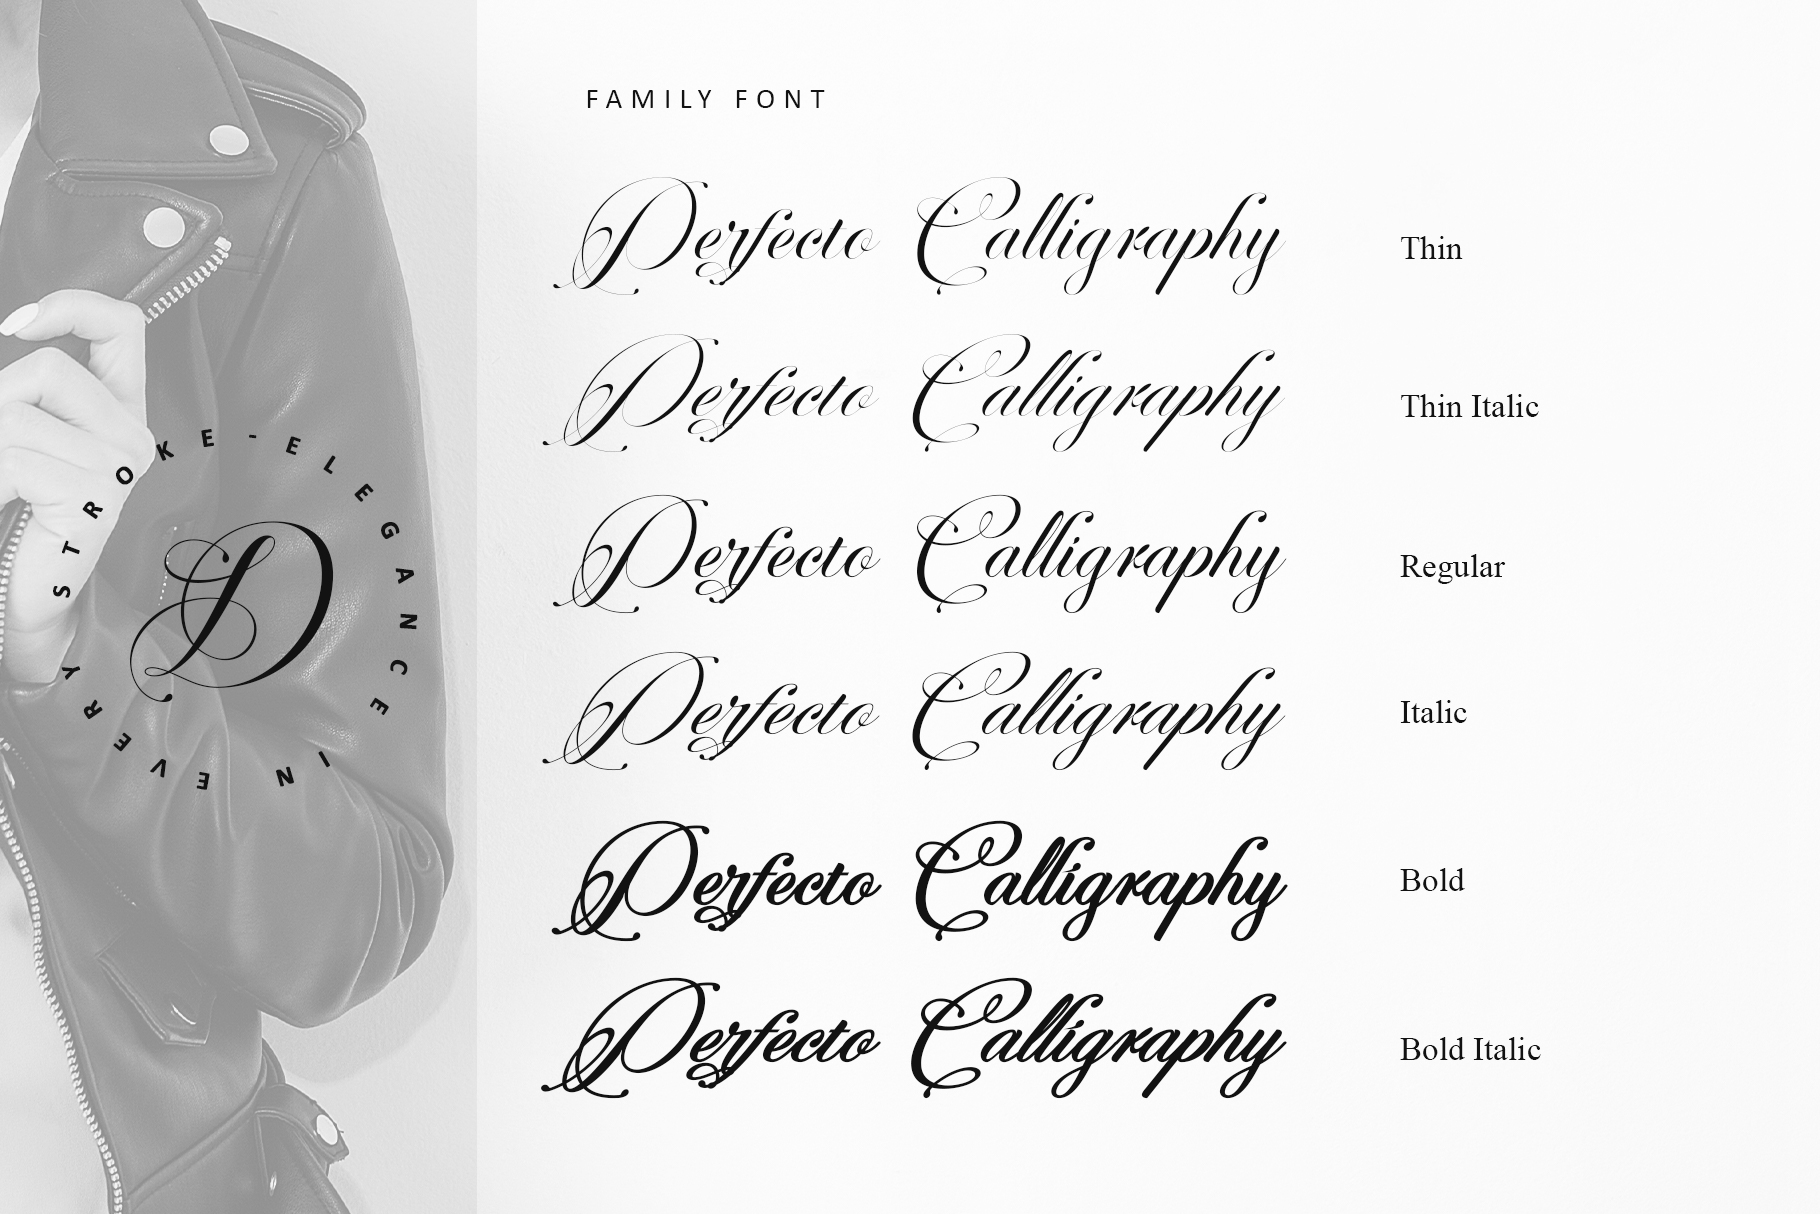 FAMILY FONT
Perfecto Calligraphy Thin
Perfecto Calligraphy Thin Italic
Perfecto Calligraphy Regular
Perfecto Calligraphy Italic
Perfecto Calligraphy Bold
Perfecto Calligraphy Bold Italic
ELEGANCE IN EVERY STROKE -
D